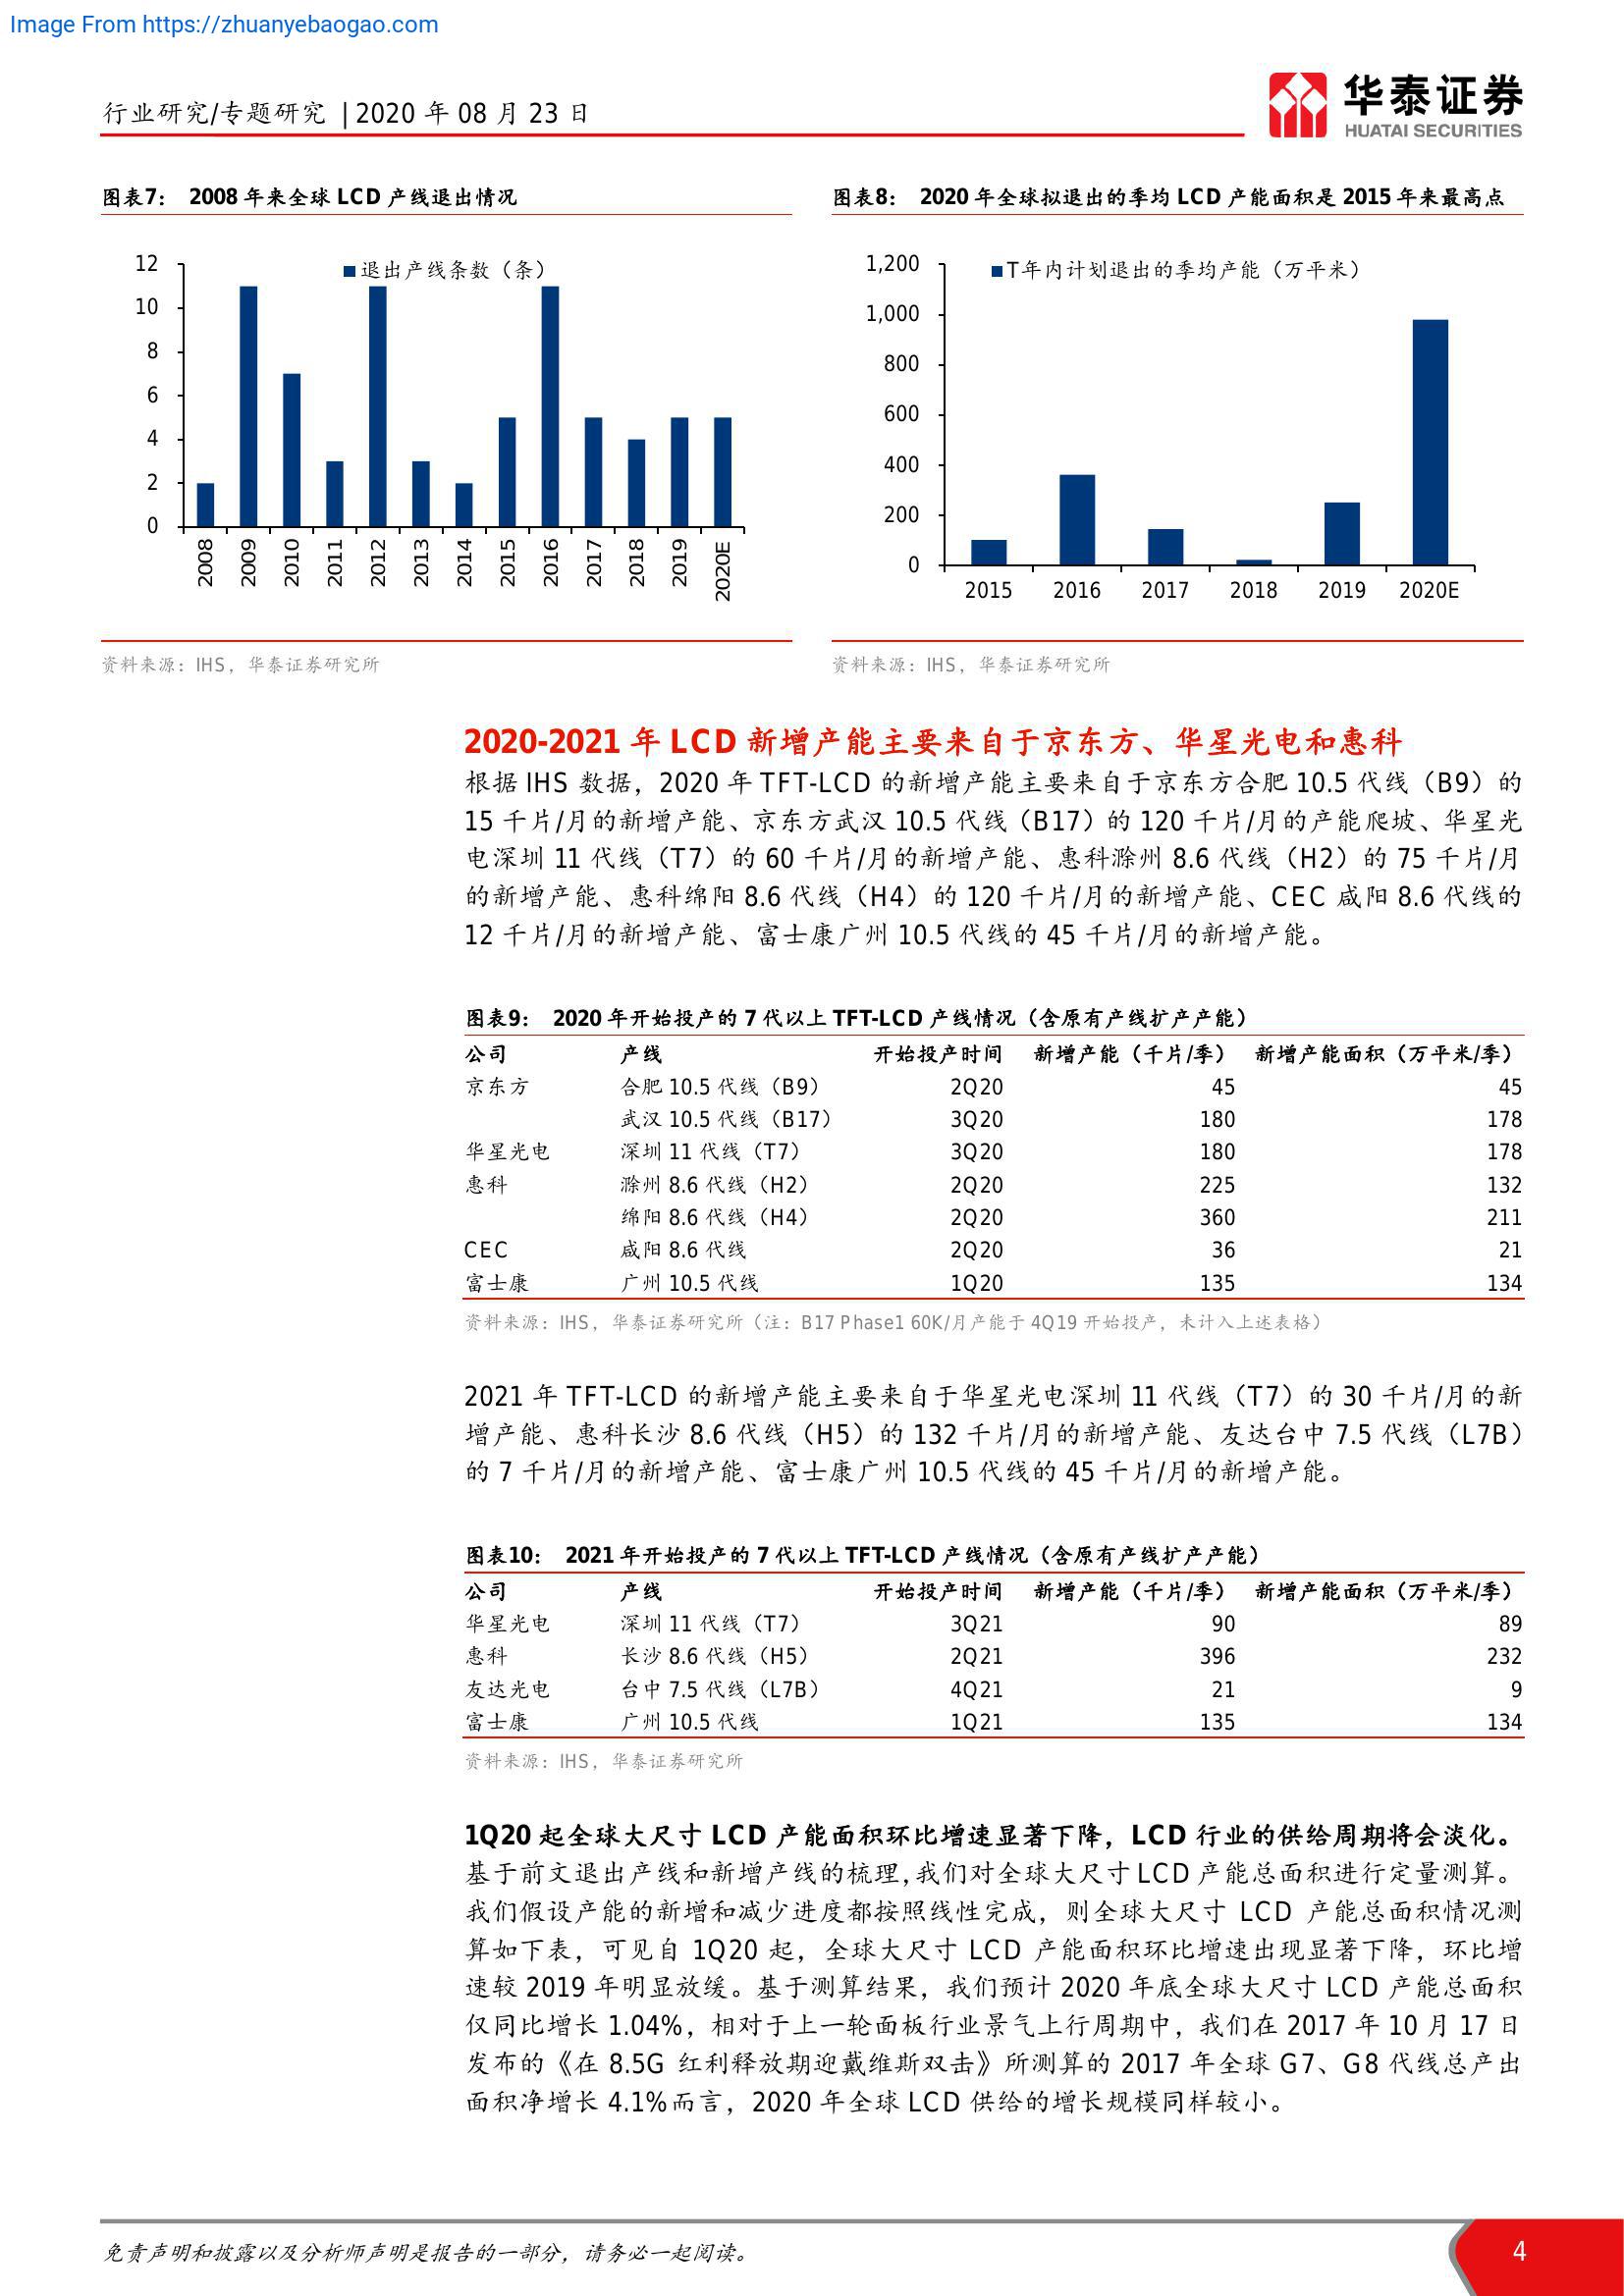 Image From https://zhuanyebaogao.com
行业研究/专题研究 | 2020 年 08 月 23 日
华泰证券
HUATAI SECURITIES
图表7： 2008 年来全球 LCD 产线退出情况
12
10
8
6
4
2
0
退出产线条数（条）
2008 2009 2010 2011 2012 2013 2014 2015 2016 2017 2018 2019 2020E
资料来源：IHS，华泰证券研究所
图表8： 2020 年全球拟退出的季均 LCD 产能面积是 2015 年来最高点
1,200
1,000
800
600
400
200
0
T年内计划退出的季均产能（万平米）
2015 2016 2017 2018 2019 2020E
资料来源：IHS，华泰证券研究所
2020-2021 年 LCD 新增产能主要来自于京东方、华星光电和惠科
根据 IHS 数据，2020 年 TFT-LCD 的新增产能主要来自于京东方合肥 10.5 代线（B9）的
15 千片/月的新增产能、京东方武汉 10.5 代线（B17）的 120 千片/月的产能爬坡、华星光
电深圳 11 代线（T7）的 60 千片/月的新增产能、惠科滁州 8.6 代线（H2）的 75 千片/月
的新增产能、惠科绵阳 8.6 代线（H4）的 120 千片/月的新增产能、CEC 咸阳 8.6 代线的
12 千片/月的新增产能、富士康广州 10.5 代线的 45 千片/月的新增产能。
图表9： 2020 年开始投产的 7 代以上 TFT-LCD 产线情况（含原有产线扩产产能）
公司 产线 开始投产时间 新增产能（千片/季） 新增产能面积（万平米/季）
京东方 合肥 10.5 代线（B9） 2Q20 45 45
武汉 10.5 代线（B17） 3Q20 180 178
华星光电 深圳 11 代线（T7） 3Q20 180 178
惠科 滁州 8.6 代线（H2） 2Q20 225 132
绵阳 8.6 代线（H4） 2Q20 360 211
CEC 咸阳 8.6 代线 2Q20 36 21
富士康 广州 10.5 代线 1Q20 135 134
资料来源：IHS，华泰证券研究所（注：B17 Phase1 60K/月产能于 4Q19 开始投产，未计入上述表格）
2021 年 TFT-LCD 的新增产能主要来自于华星光电深圳 11 代线（T7）的 30 千片/月的新
增产能、惠科长沙 8.6 代线（H5）的 132 千片/月的新增产能、友达台中 7.5 代线（L7B）
的 7 千片/月的新增产能、富士康广州 10.5 代线的 45 千片/月的新增产能。
图表10： 2021 年开始投产的 7 代以上 TFT-LCD 产线情况（含原有产线扩产产能）
公司 产线 开始投产时间 新增产能（千片/季） 新增产能面积（万平米/季）
华星光电 深圳 11 代线（T7） 3Q21 90 89
惠科 长沙 8.6 代线（H5） 2Q21 396 232
友达光电 台中 7.5 代线（L7B） 4Q21 21 9
富士康 广州 10.5 代线 1Q21 135 134
资料来源：IHS，华泰证券研究所
1Q20 起全球大尺寸 LCD 产能面积环比增速显著下降，LCD 行业的供给周期将会淡化。
基于前文退出产线和新增产线的梳理，我们对全球大尺寸 LCD 产能总面积进行定量测算。
我们假设产能的新增和减少进度都按照线性完成，则全球大尺寸 LCD 产能总面积情况测
算如下表，可见自 1Q20 起，全球大尺寸 LCD 产能面积环比增速出现显著下降，环比增
速较 2019 年明显放缓。基于测算结果，我们预计 2020 年底全球大尺寸 LCD 产能总面积
仅同比增长 1.04%，相对于上一轮面板行业景气上行周期中，我们在 2017 年 10 月 17 日
发布的《在 8.5G 红利释放期迎戴维斯双击》所测算的 2017 年全球 G7、G8 代线总产出
面积净增长 4.1%而言，2020 年全球 LCD 供给的增长规模同样较小。
免责声明和披露以及分析师声明是报告的一部分，请务必一起阅读。
4